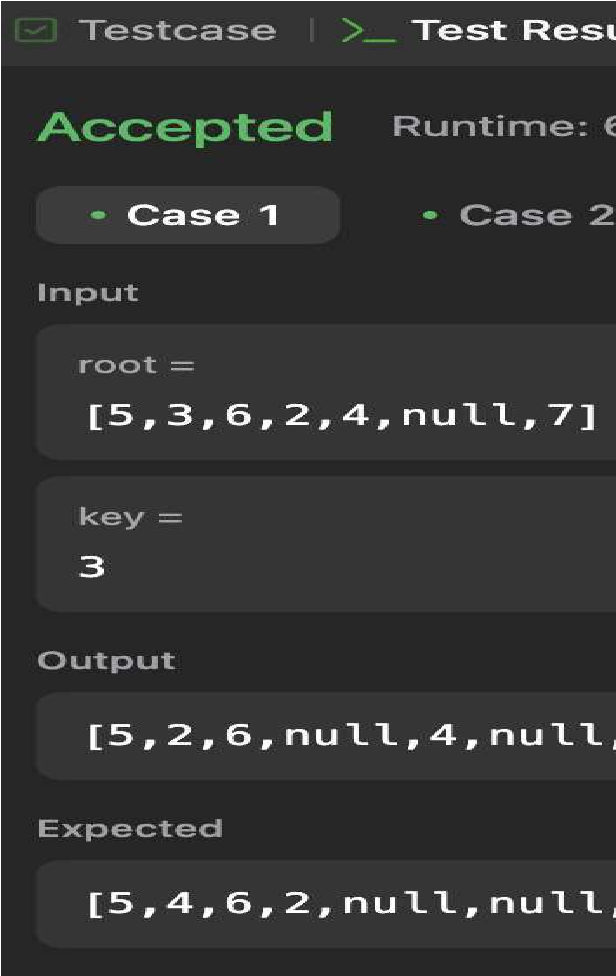 Testcase | >_ Test Resu
Accepted Runtime: 6
• Case 1 • Case 2
Input
root =
[5,3,6,2,4,null,7]
key =
3
Output
[5,2,6,null,4,null,
Expected
[5,4,6,2,null,null,